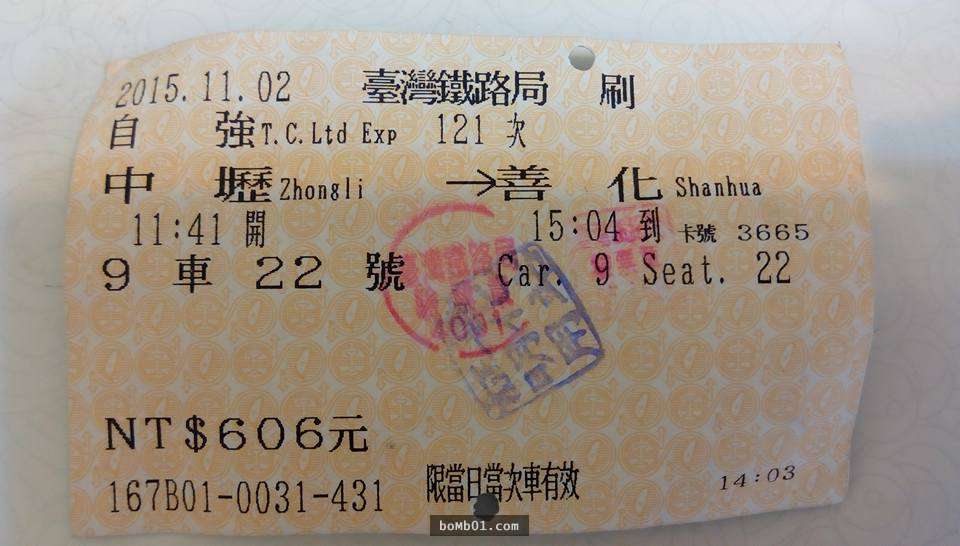 2015.11.02 臺灣鐵路局 刷
自強 T.C.Ltd Exp 121 次
中壢 Zhongli →善化 Shanhua
11:41 開 15:04 到 卡號 3665
9 車 22 號 Car. 9 Seat. 22
NT$606元
167B01-0031-431 限當日當次車有效 14:03
boMb01.com